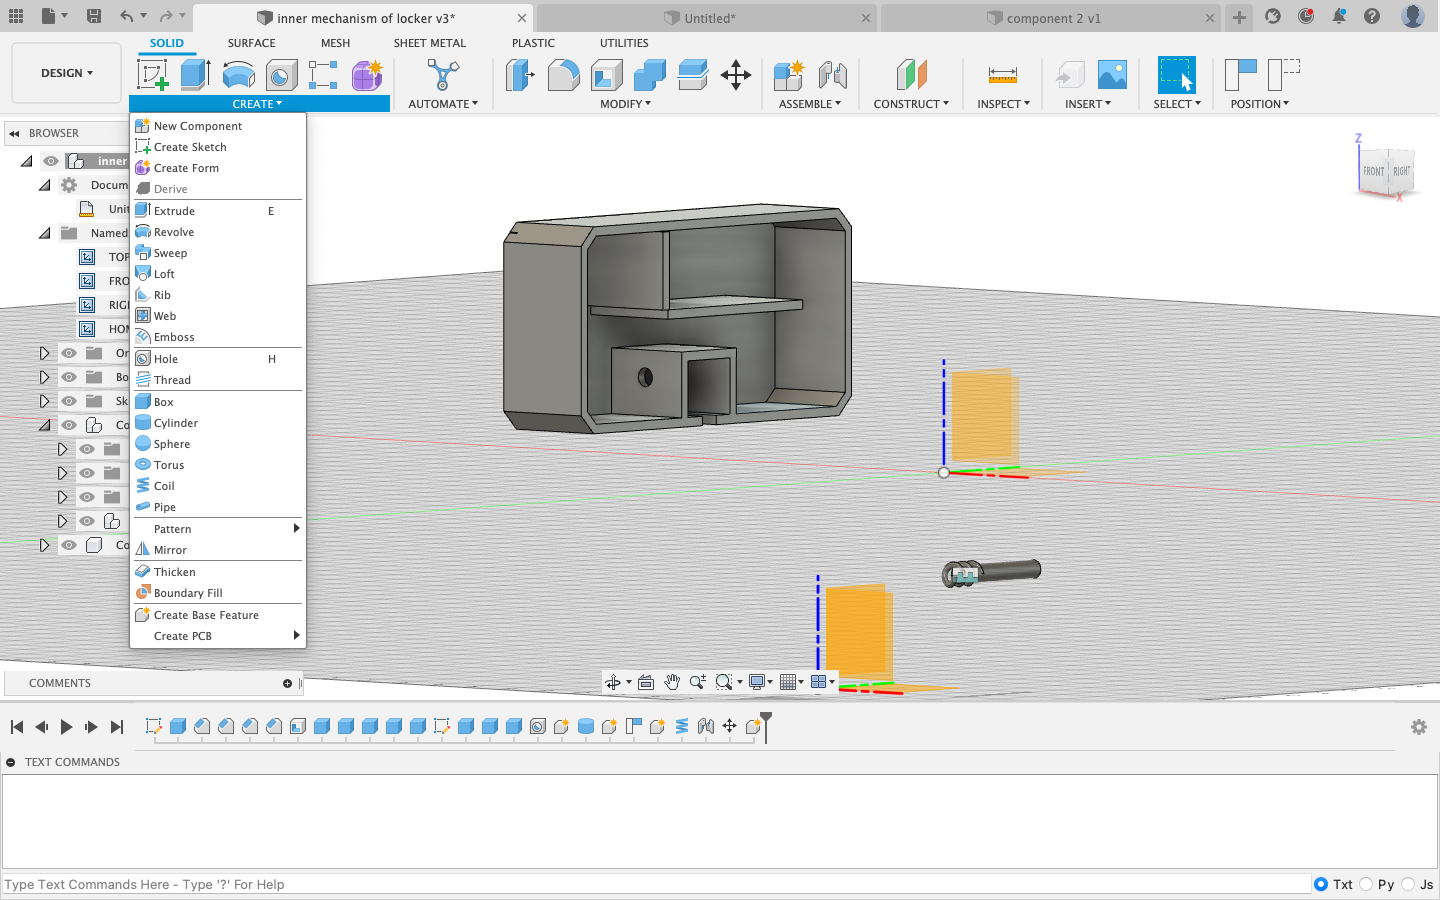 inner mechanism of locker v3*
Untitled*
component 2 v1
DESIGN
SOLID
SURFACE
MESH
SHEET METAL
PLASTIC
UTILITIES
CREATE
AUTOMATE
MODIFY
ASSEMBLE
CONSTRUCT
INSPECT
INSERT
SELECT
POSITION
BROWSER
inner
Docum
Unit
Named
TOP
FRO
RIGI
HOM
Or
Bo
Sk
Co
Co
New Component
Create Sketch
Create Form
Derive
Extrude E
Revolve
Sweep
Loft
Rib
Web
Emboss
Hole H
Thread
Box
Cylinder
Sphere
Torus
Coil
Pipe
Pattern
Mirror
Thicken
Boundary Fill
Create Base Feature
Create PCB
Z
FRONT
RIGHT
X
COMMENTS
TEXT COMMANDS
Type Text Commands Here - Type '?' For Help
Txt
Py
Js